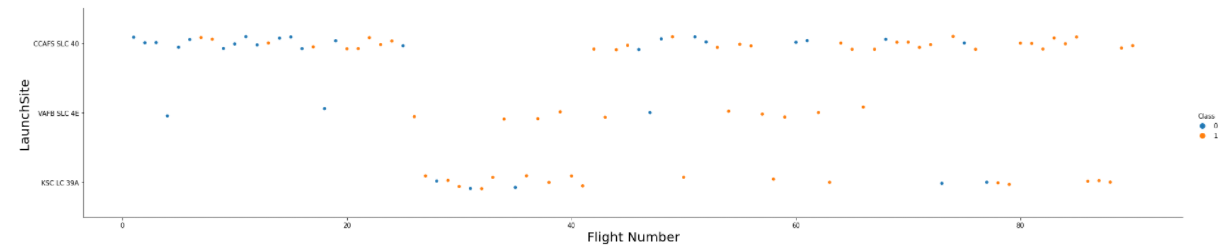 LaunchSite
CCAFS SLC 40
VAFB SLC 4E
KSC LC 39A
0 20 40 60 80
Flight Number
Class
0
1